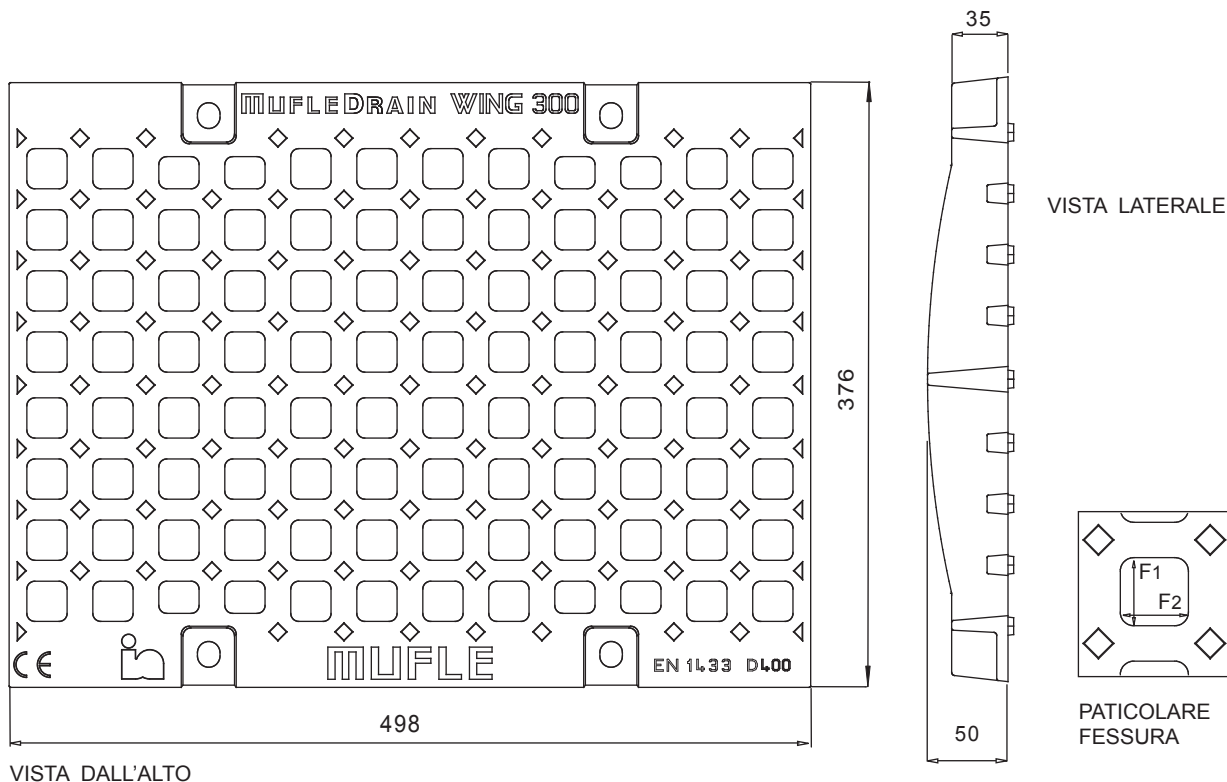 35
MUFLEDRAIN WING 300
VISTA LATERALE
376
F1
F2
CE
in
MUFLE
EN 1433 D400
498
50
PATICOLARE
FESSURA
VISTA DALL'ALTO